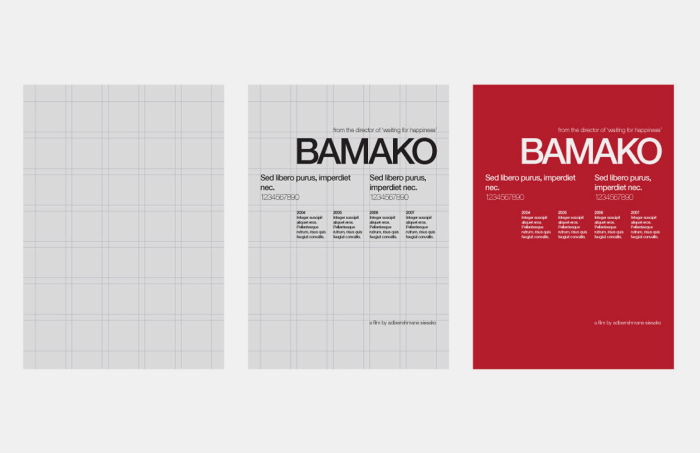 from the director of 'waiting for happiness'
BAMAKO
Sed libero purus, imperdiet
nec.
1234567890
Sed libero purus,
imperdiet nec.
1234567890
2004
Integer suscipit
aliquet eros.
Pellentesque
rutrum, risus quis
feugiat convallis.
2005
Integer suscipit
aliquet eros.
Pellentesque
rutrum, risus quis
feugiat convallis.
2006
Integer suscipit
aliquet eros.
Pellentesque
rutrum, risus quis
feugiat convallis.
2007
Integer suscipit
aliquet eros.
Pellentesque
rutrum, risus quis
feugiat convallis.
a film by
from the director of 'waiting for happiness'
BAMAKO
Sed libero purus, imperdiet
nec.
1234567890
Sed libero purus,
imperdiet nec.
1234567890
2004
Integer suscipit
aliquet eros.
Pellentesque
rutrum, risus quis
feugiat convallis.
2005
Integer suscipit
aliquet eros.
Pellentesque
rutrum, risus quis
feugiat convallis.
2006
Integer suscipit
aliquet eros.
Pellentesque
rutrum, risus quis
feugiat convallis.
2007
Integer suscipit
aliquet eros.
Pellentesque
rutrum, risus quis
feugiat convallis.
a film by